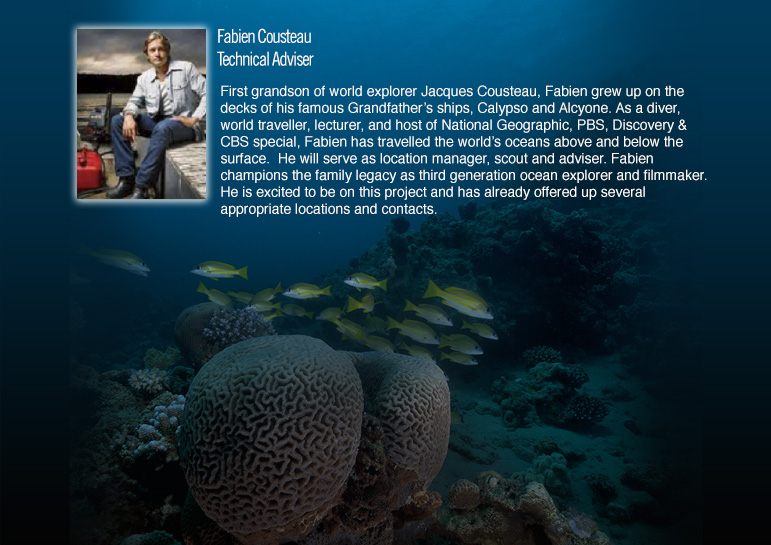 Fabien Cousteau
Technical Adviser
First grandson of world explorer Jacques Cousteau, Fabien grew up on the
decks of his famous Grandfather's ships, Calypso and Alcyone. As a diver,
world traveller, lecturer, and host of National Geographic, PBS, Discovery &
CBS special, Fabien has travelled the world's oceans above and below the
surface.  He will serve as location manager, scout and adviser. Fabien
champions the family legacy as third generation ocean explorer and filmmaker.
He is excited to be on this project and has already offered up several
appropriate locations and contacts.